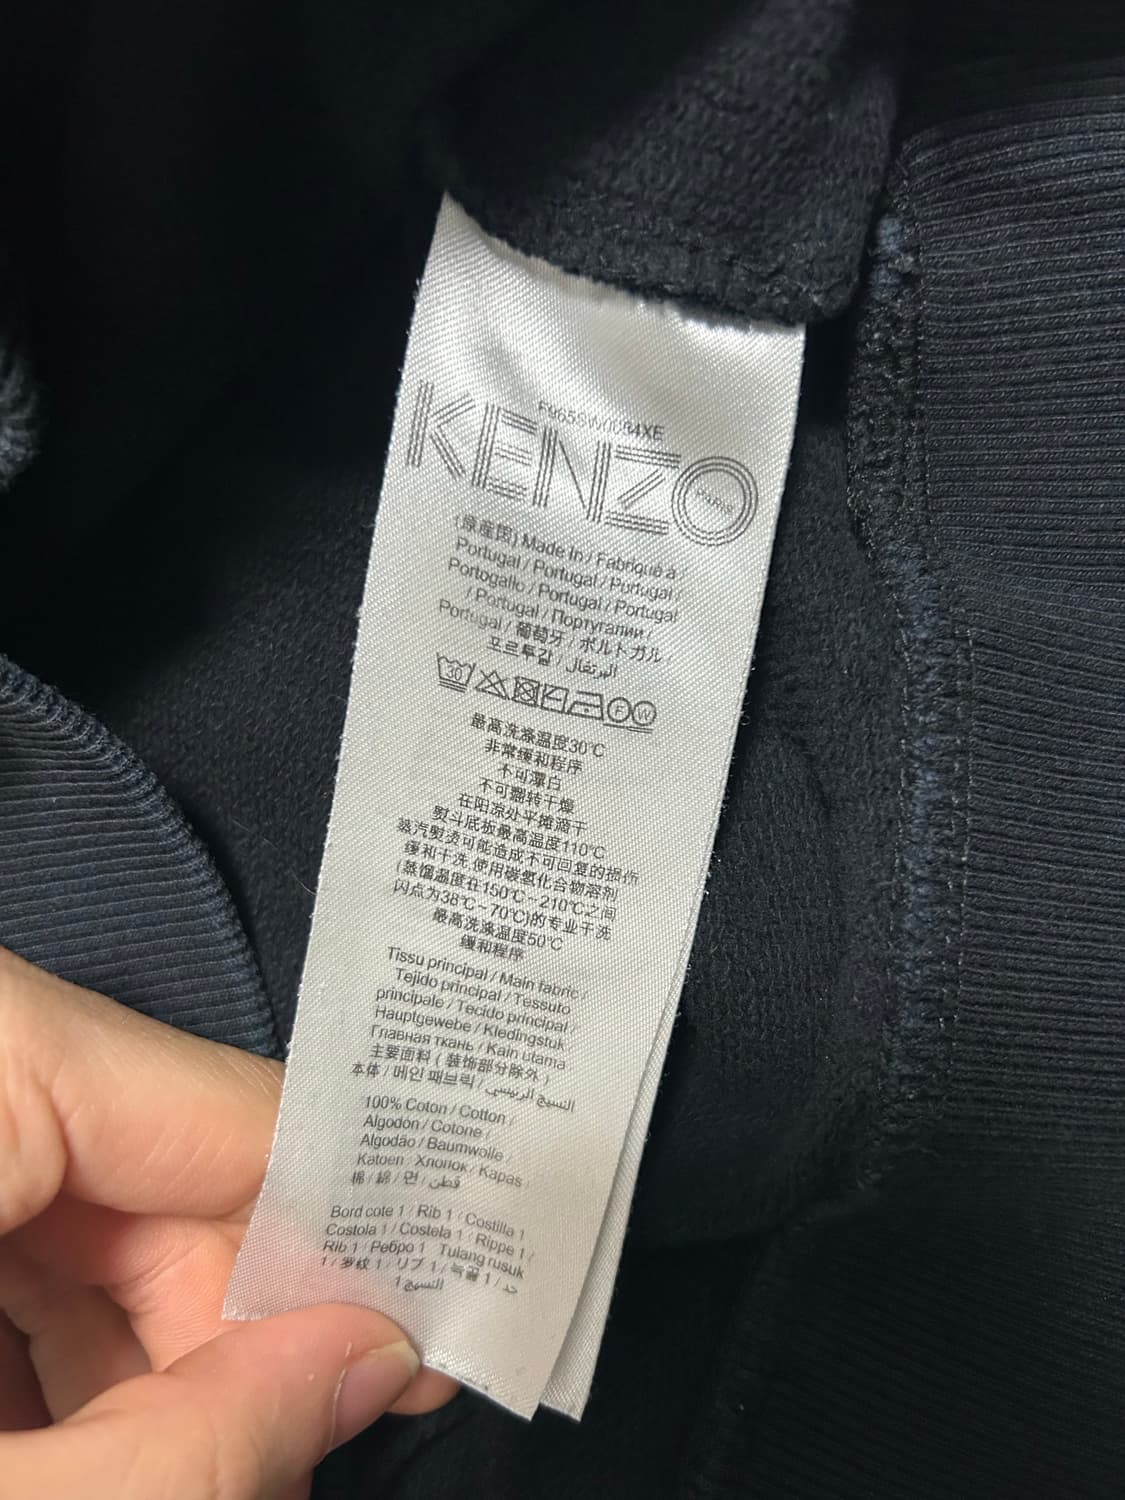 KENZO
PARIS
(原産国) Made In / Fabriqué à /
Portugal / Portugal / Portugal /
Portogallo / Portugal / Portugal
/ Portugal / Португалии /
Portugal / 葡萄牙 / ポルトガル /
포르투갈 / البرتغال
30 F W
最高洗涤温度30℃
非常缓和程序
不可漂白
不可翻转干燥
在阳凉处平摊滴干
熨斗底板最高温度110℃
蒸汽熨烫可能造成不可回复的损伤
缓和干洗 使用碳氢化合物溶剂
(蒸馏温度在150℃~210℃之间
闪点为38℃~70℃)的专业干洗
最高洗涤温度50℃
缓和程序
Tissu principal / Main fabric /
Tejido principal / Tessuto
principale / Tecido principal /
Hauptgewebe / Kledingstuk
Главная ткань / Kain utama
主要面料 ( 装饰部分除外 )
本体 / 메인 패브릭 / النسيج الرئيسي
100% Coton / Cotton /
Algodón / Cotone /
Algodão / Baumwolle /
Katoen / Хлопок / Kapas /
棉 / 綿 / 면 / قطن
Bord cote 1 / Rib 1 / Costilla 1
Costola 1 / Costela 1 / Rippe 1 /
Rib 1 / Ребро 1 Tulang rusuk
1 / 罗纹 1 / リブ 1 / 1 /
النسيج 1